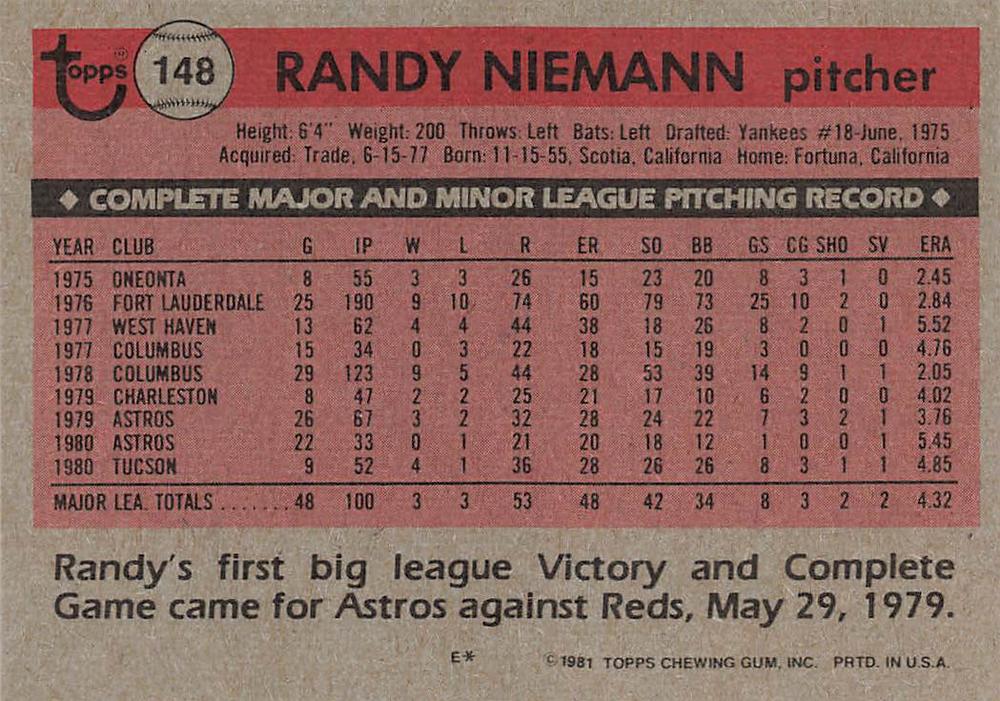 Topps ® 148 RANDY NIEMANN pitcher
Height: 6'4" Weight: 200 Throws: Left Bats: Left Drafted: Yankees #18-June, 1975
Acquired: Trade, 6-15-77 Born: 11-15-55, Scotia, California Home: Fortuna, California
◆ COMPLETE MAJOR AND MINOR LEAGUE PITCHING RECORD ◆
YEAR CLUB G IP W L R ER SO BB GS CG SHO SV ERA
1975 ONEONTA 8 55 3 3 26 15 23 20 8 3 1 0 2.45
1976 FORT LAUDERDALE 25 190 9 10 74 60 79 73 25 10 2 0 2.84
1977 WEST HAVEN 13 62 4 4 44 38 18 26 8 2 0 1 5.52
1977 COLUMBUS 15 34 0 3 22 18 15 19 3 0 0 0 4.76
1978 COLUMBUS 29 123 9 5 44 28 53 39 14 9 1 1 2.05
1979 CHARLESTON 8 47 2 2 25 21 17 10 6 2 0 0 4.02
1979 ASTROS 26 67 3 2 32 28 24 22 7 3 2 1 3.76
1980 ASTROS 22 33 0 1 21 20 18 12 1 0 0 1 5.45
1980 TUCSON 9 52 4 1 36 28 26 26 8 3 1 1 4.85
MAJOR LEA. TOTALS ....... 48 100 3 3 53 48 42 34 8 3 2 2 4.32
Randy's first big league Victory and Complete
Game came for Astros against Reds, May 29, 1979.
E* © 1981 TOPPS CHEWING GUM, INC. PRTD. IN U.S.A.